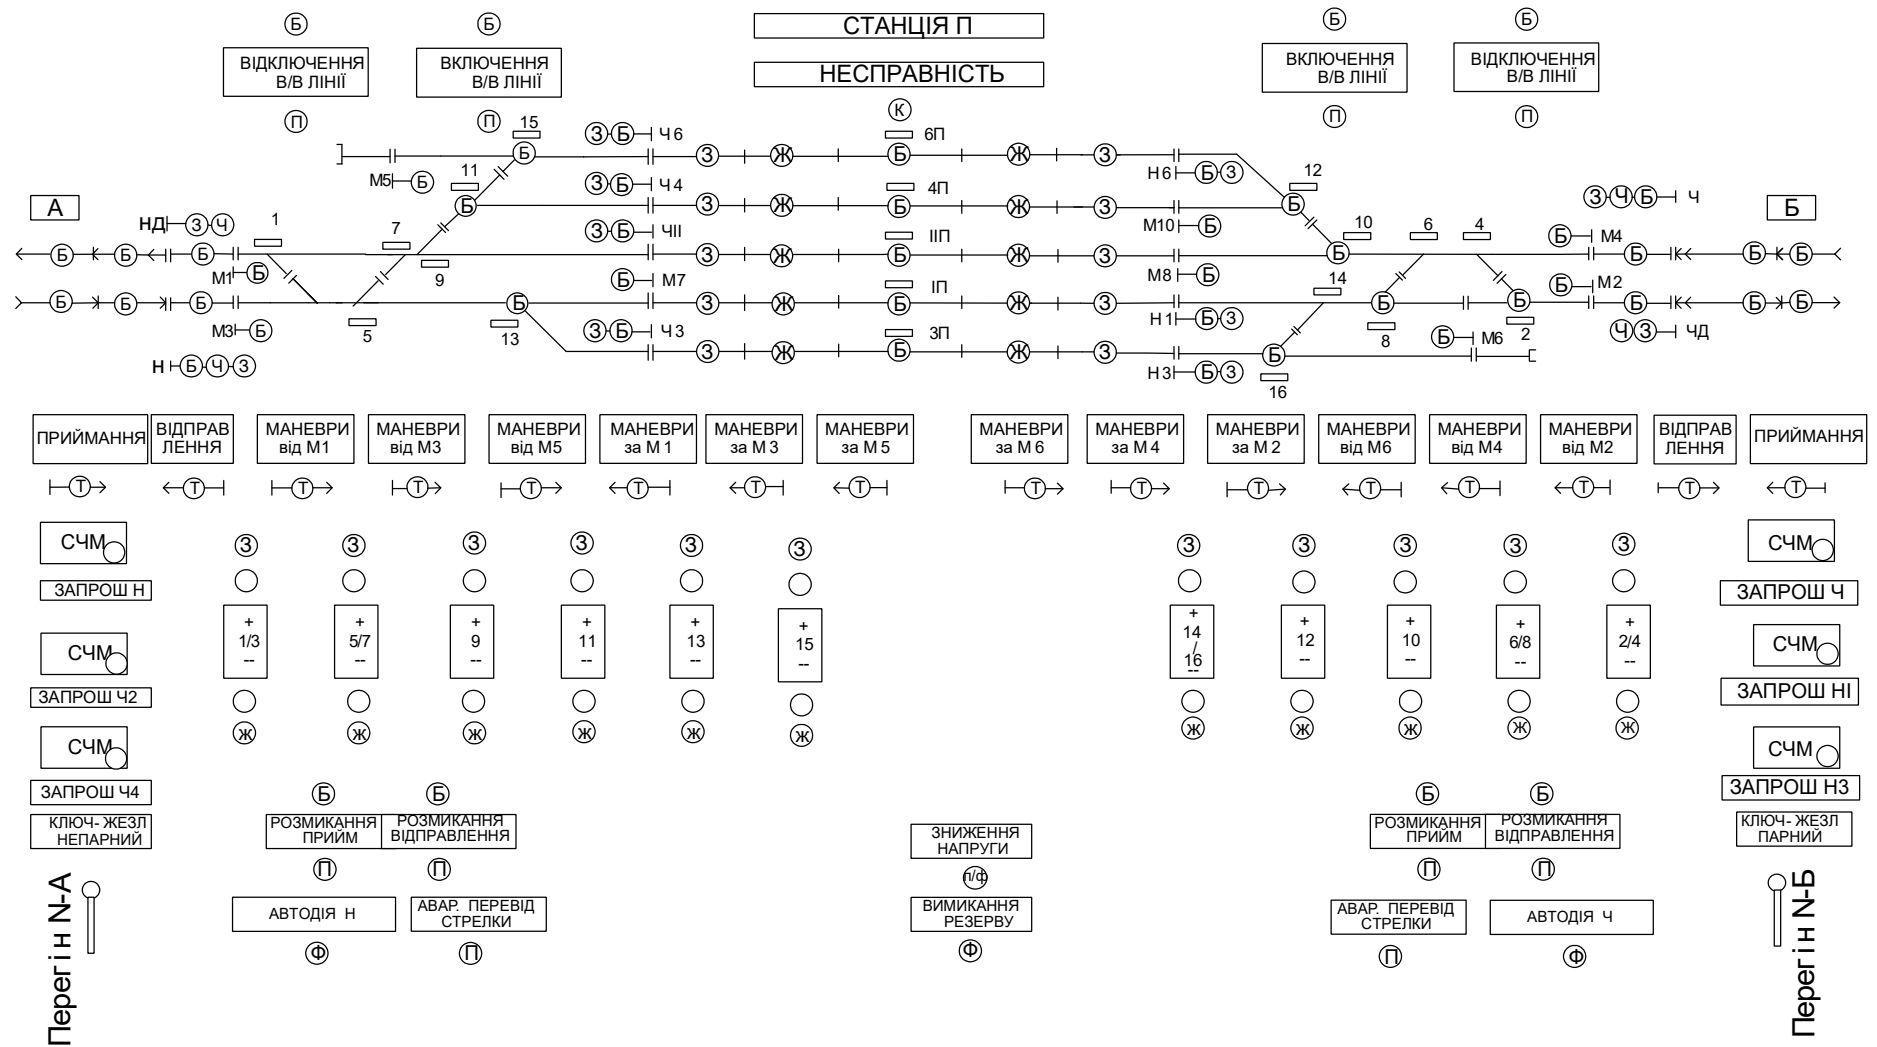 Б Б СТАНЦІЯ П Б Б
ВІДКЛЮЧЕННЯ В/В ЛІНІЇ
ВКЛЮЧЕННЯ В/В ЛІНІЇ
НЕСПРАВНІСТЬ
ВКЛЮЧЕННЯ В/В ЛІНІЇ
ВІДКЛЮЧЕННЯ В/В ЛІНІЇ
П П К П П
15 З Б Ч6 6П
Б З Ж Б Ж З
М5 Б 11 Н6 Б З 12
А З Б Ч4 4П З Ч Б Ч Б
Б З Ж Б Ж З Б
НД З Ч 1 7 З Б ЧІІ ІІП М10 Б 10 6 4 Б М4
Б Б Б З Ж Б Ж З Б Б Б Б
М1 Б 9 Б М7 ІП М8 Б 14 Б М2
Б Б Б Б З Ж Б Ж З Б Б Б Б Б
М3 Б 5 13 З Б Ч3 3П Н1 Б З 8 Б М6 2 Ч З ЧД
З Ж Б Ж З Б
Н Б Ч З Н3 Б З 16
ПРИЙМАННЯ
ВІДПРАВ
ЛЕННЯ
МАНЕВРИ
від М1
МАНЕВРИ
від М3
МАНЕВРИ
від М5
МАНЕВРИ
за М1
МАНЕВРИ
за М3
МАНЕВРИ
за М5
МАНЕВРИ
за М6
МАНЕВРИ
за М4
МАНЕВРИ
за М2
МАНЕВРИ
від М6
МАНЕВРИ
від М4
МАНЕВРИ
від М2
ВІДПРАВ
ЛЕННЯ
ПРИЙМАННЯ
Т Т Т Т Т Т Т Т Т Т Т Т Т Т Т Т
СЧМ З З З З З З З З З З З СЧМ
ЗАПРОШ Н ЗАПРОШ Ч
+ + + + + + + + + + +
1/3 5/7 9 11 13 15 14/16 12 10 6/8 2/4
-- -- -- -- -- -- -- -- -- -- --
СЧМ СЧМ
ЗАПРОШ Ч2 ЗАПРОШ НІ
Ж Ж Ж Ж Ж Ж Ж Ж Ж Ж Ж
СЧМ СЧМ
ЗАПРОШ Ч4 Б Б Б Б ЗАПРОШ Н3
КЛЮЧ- ЖЕЗЛ
НЕПАРНИЙ
РОЗМИКАННЯ
ПРИЙМ
РОЗМИКАННЯ
ВІДПРАВЛЕННЯ
ЗНИЖЕННЯ
НАПРУГИ
РОЗМИКАННЯ
ПРИЙМ
РОЗМИКАННЯ
ВІДПРАВЛЕННЯ
КЛЮЧ- ЖЕЗЛ
ПАРНИЙ
П П п/ф П П
Перегін N-А
АВТОДІЯ Н
АВАР. ПЕРЕВІД
СТРЕЛКИ
ВИМИКАННЯ
РЕЗЕРВУ
АВАР. ПЕРЕВІД
СТРЕЛКИ
АВТОДІЯ Ч
Перегін N-Б
Ф П Ф П Ф